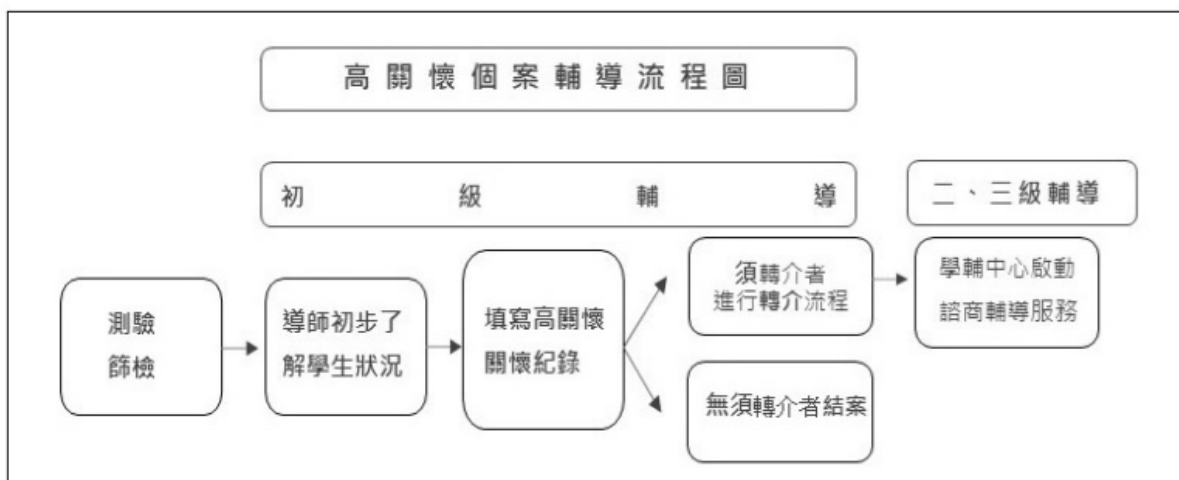 高關懷個案輔導流程圖
初級輔導
二、三級輔導
測驗
篩檢
導師初步了
解學生狀況
填寫高關懷
關懷紀錄
須轉介者
進行轉介流程
無須轉介者結案
學輔中心啟動
諮商輔導服務